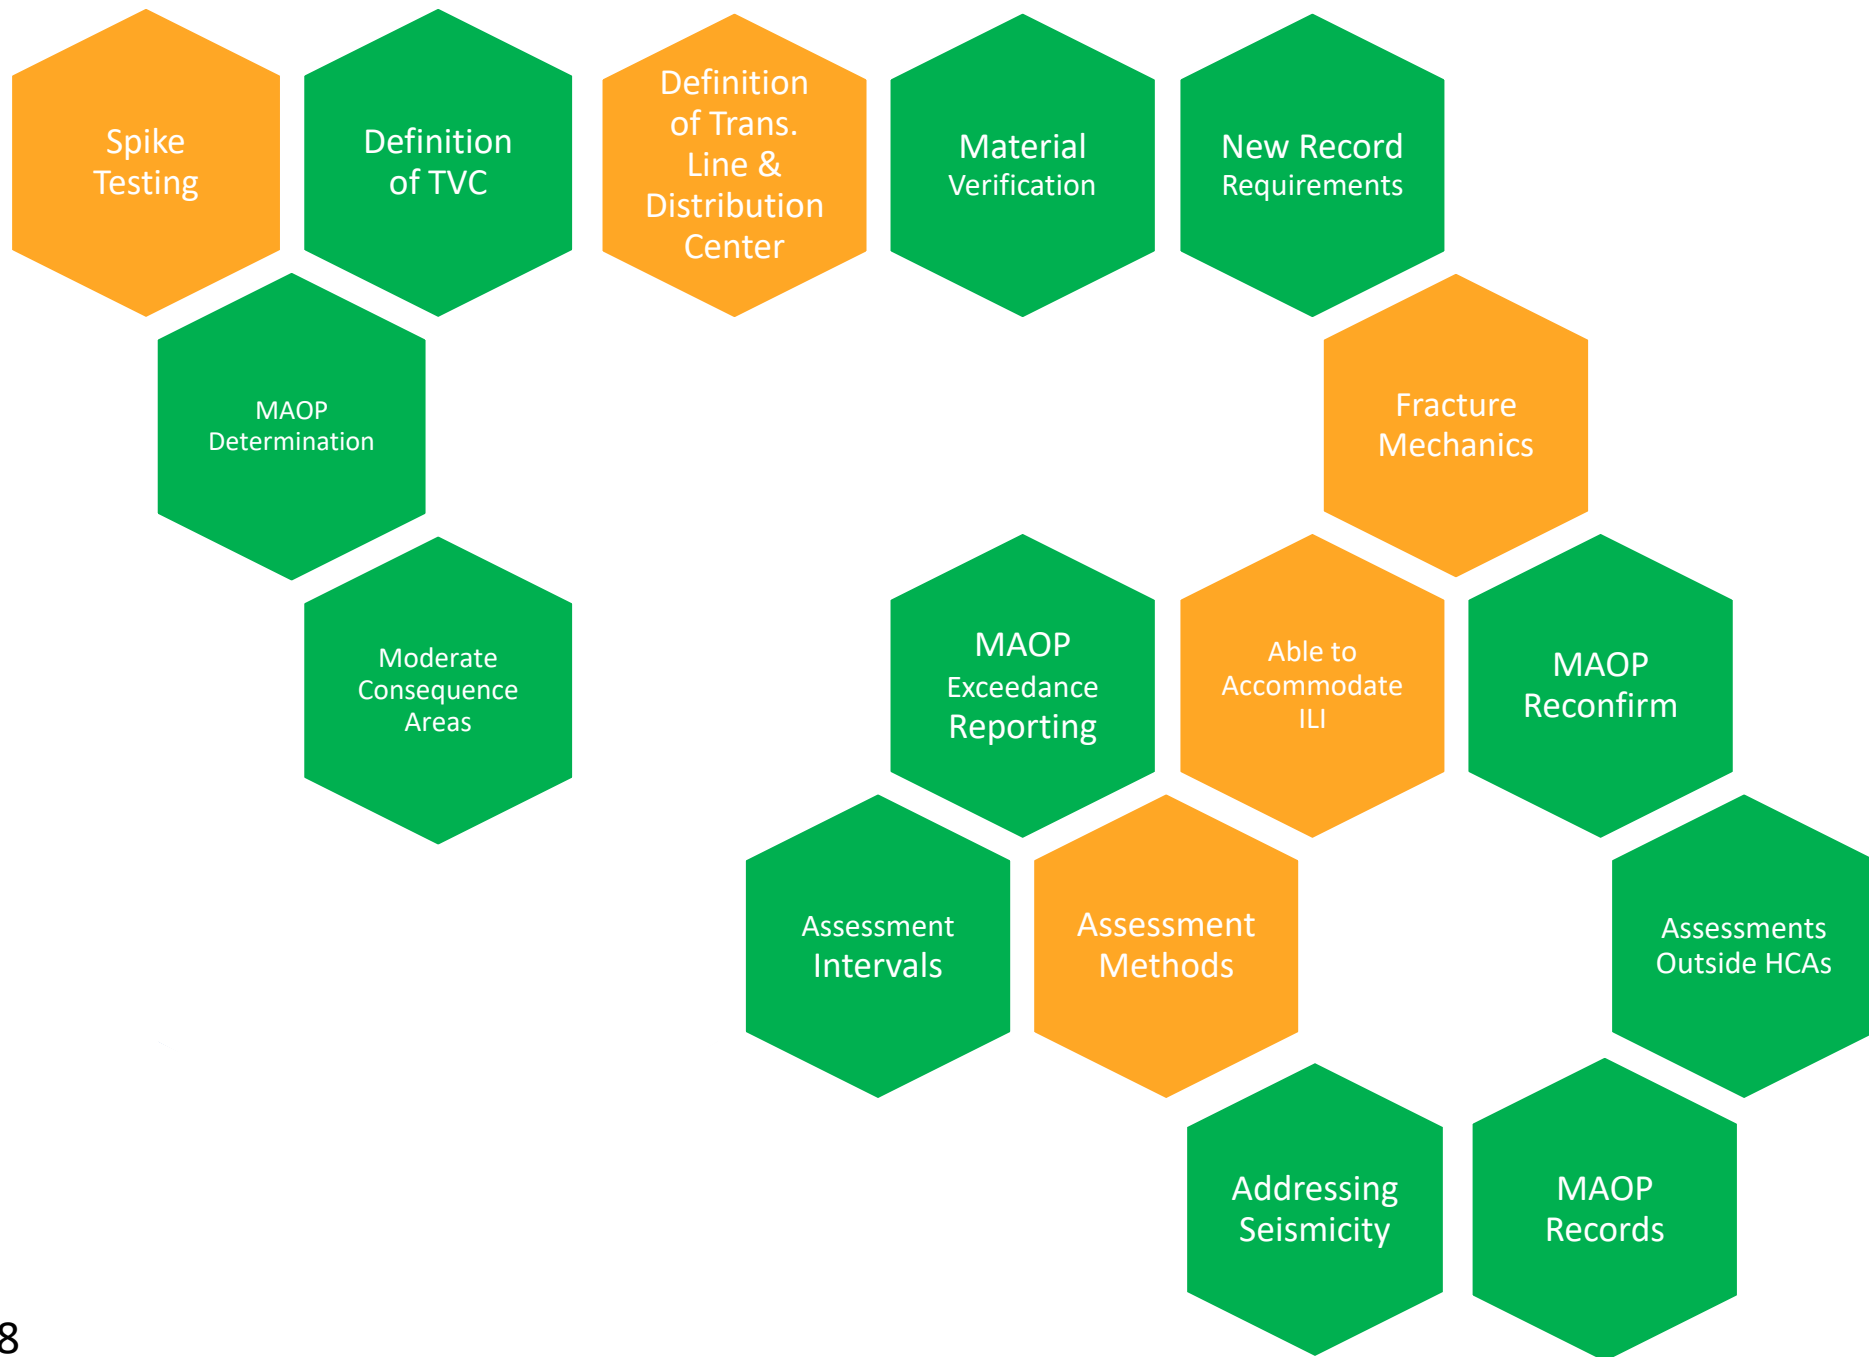 Spike
Testing
Definition
of TVC
Definition
of Trans.
Line &
Distribution
Center
Material
Verification
New Record
Requirements
MAOP
Determination
Fracture
Mechanics
Moderate
Consequence
Areas
MAOP
Exceedance
Reporting
Able to
Accommodate
ILI
MAOP
Reconfirm
Assessment
Intervals
Assessment
Methods
Assessments
Outside HCAs
Addressing
Seismicity
MAOP
Records
8